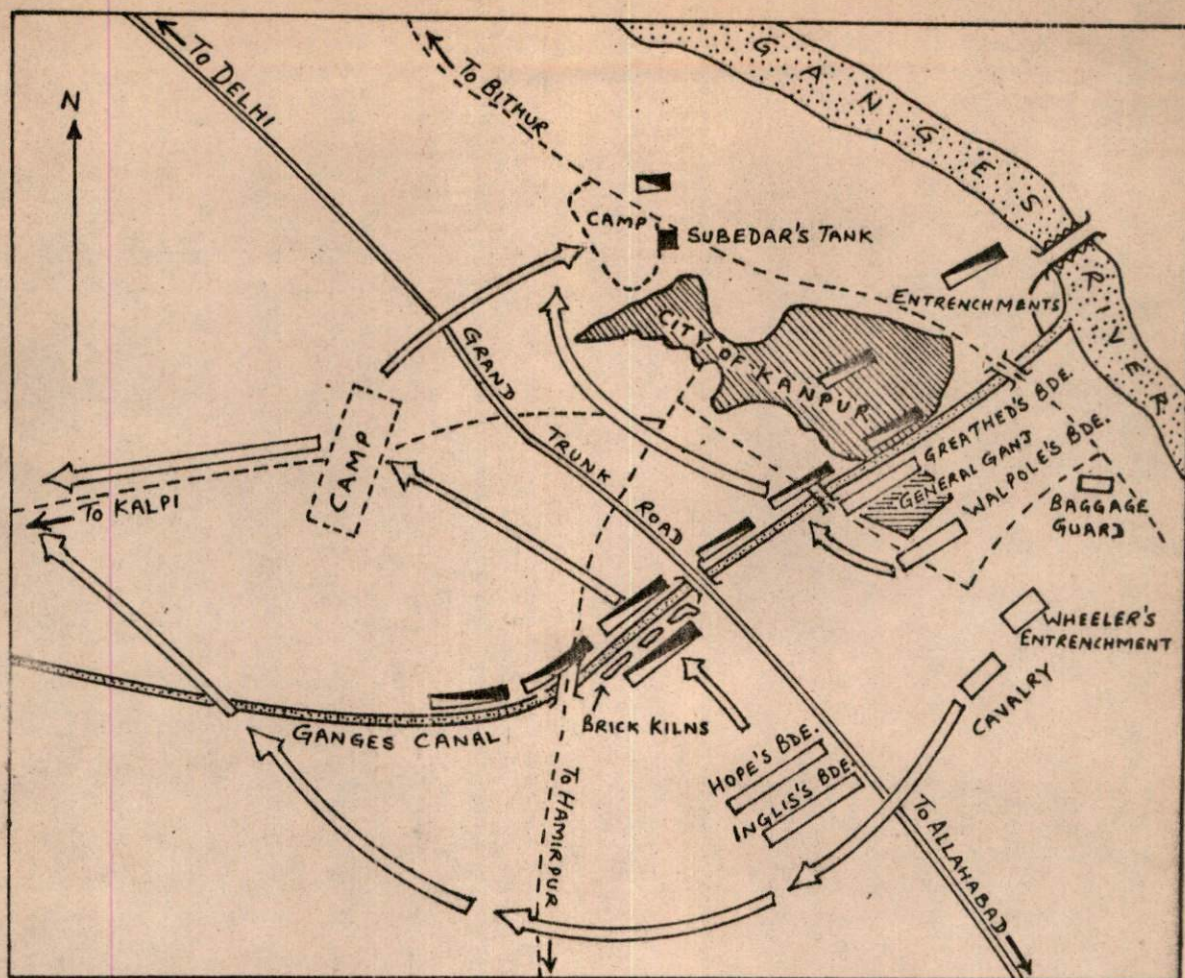 N
TO DELHI
TO BITHUR
GANGES RIVER
CAMP
SUBEDAR'S TANK
ENTRENCHMENTS
CITY OF KANPUR
GRAND TRUNK ROAD
GREATHED'S BDE.
GENERAL GANJ
WALPOLE'S BDE.
BAGGAGE
GUARD
CAMP
TO KALPI
WHEELER'S
ENTRENCHMENT
CAVALRY
BRICK KILNS
GANGES CANAL
HOPE'S BDE.
INGLIS'S BDE.
TO HAMIRPUR
TO ALLAHABAD